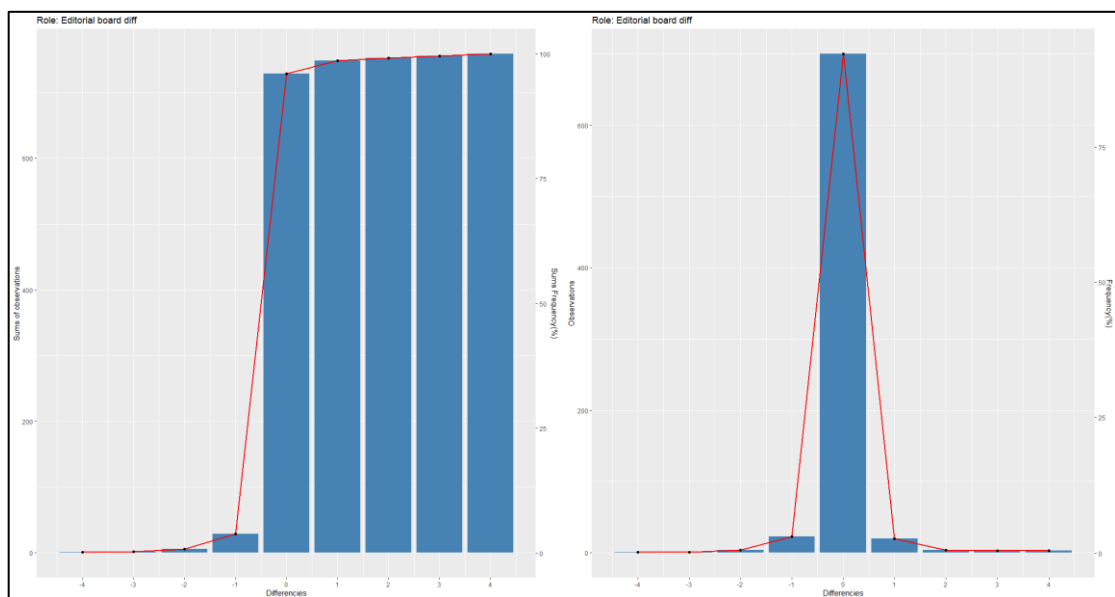 Role: Editorial board diff
Sums of observations
600
400
200
0
100
75
50
25
0
Sums Frequency(%)
-4 -3 -2 -1 0 1 2 3 4
Differencies
Role: Editorial board diff
Observations
600
400
200
0
75
50
25
0
Frequency(%)
-4 -3 -2 -1 0 1 2 3 4
Differencies